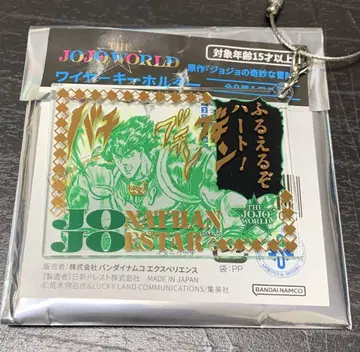 THE
JOJOWORLD
対象年齢15才以上
ワイヤーキーホルダー
原作『ジョジョの奇妙な冒険
ふるえるぞ
ハート!
JONATHAN
JOESTAR
THE
JOJO
WORLD
袋:PP
販売者:株式会社 バンダイナムコ エクスペリエンス
[製造者]日新ドレスト株式会社 MADE IN JAPAN
©荒木飛呂彦&LUCKY LAND COMMUNICATIONS/集英社
BANDAI NAMCO